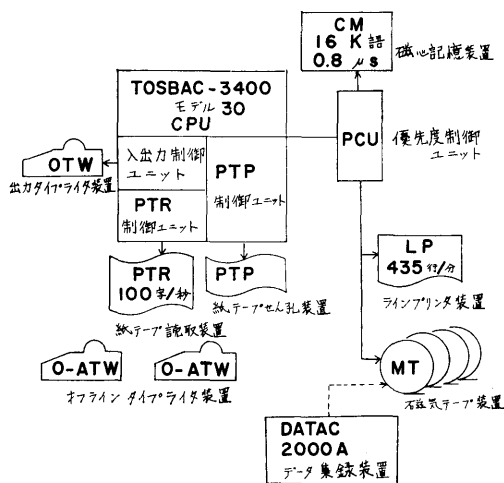 CM
16 K語
0.8 μs
磁心記憶装置
TOSBAC-3400
モデル 30
CPU
PCU
優先度制御
ユニット
入出力制御
ユニット
PTP
制御ユニット
PTR
制御ユニット
OTW
出力タイプライタ装置
PTR
100字/秒
紙テープ読取装置
PTP
紙テープせん孔装置
LP
435行/分
ラインプリンタ装置
O-ATW
O-ATW
オフライン タイプライタ装置
MT
磁気テープ装置
DATAC
2000A
データ集録装置